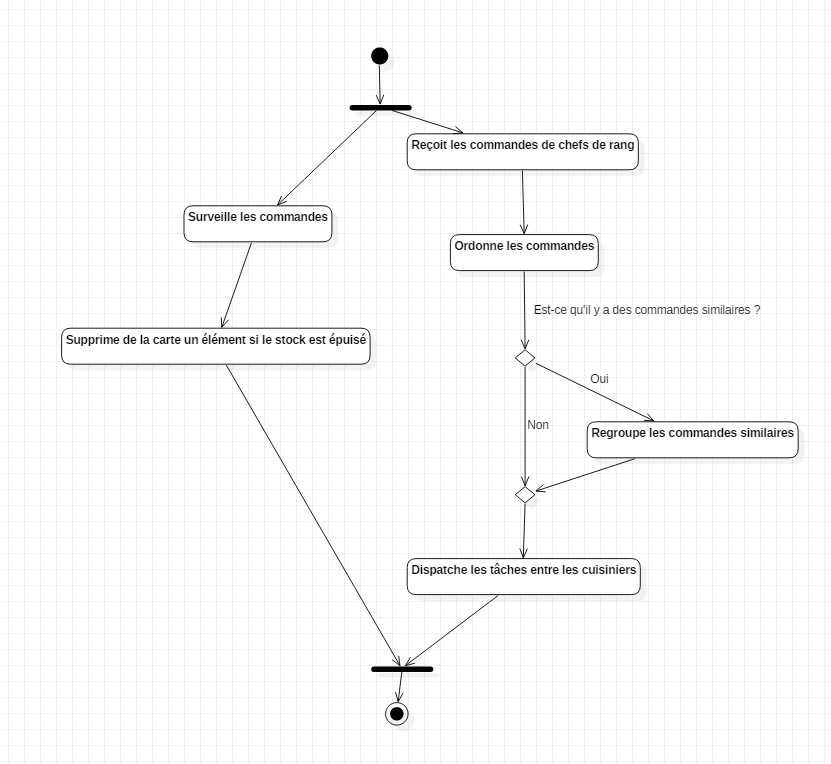 Reçoit les commandes de chefs de rang
Surveille les commandes
Ordonne les commandes
Est-ce qu'il y a des commandes similaires ?
Supprime de la carte un élément si le stock est épuisé
Oui
Non
Regroupe les commandes similaires
Dispatche les tâches entre les cuisiniers